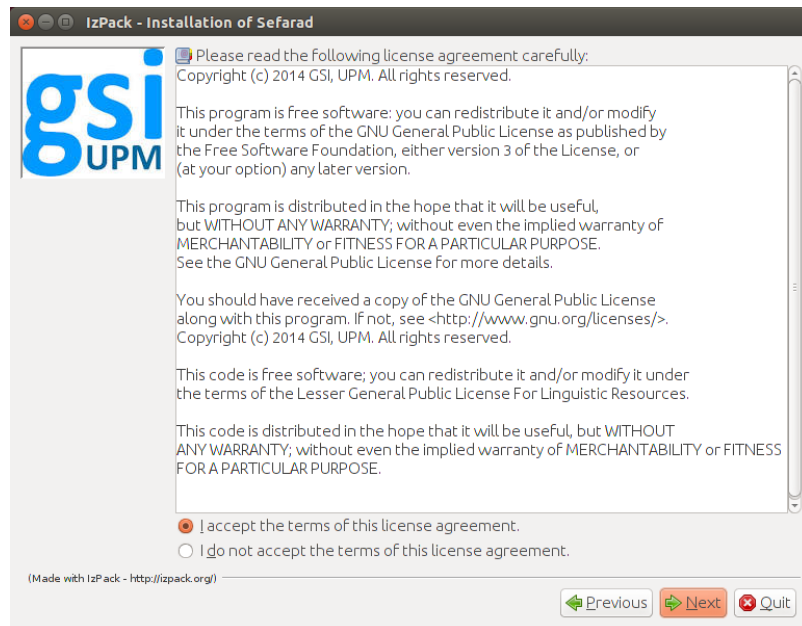 IzPack - Installation of Sefarad
gsi
UPM
Please read the following license agreement carefully:
Copyright (c) 2014 GSI, UPM. All rights reserved.
This program is free software: you can redistribute it and/or modify
it under the terms of the GNU General Public License as published by
the Free Software Foundation, either version 3 of the License, or
(at your option) any later version.
This program is distributed in the hope that it will be useful,
but WITHOUT ANY WARRANTY; without even the implied warranty of
MERCHANTABILITY or FITNESS FOR A PARTICULAR PURPOSE.
See the GNU General Public License for more details.
You should have received a copy of the GNU General Public License
along with this program. If not, see <http://www.gnu.org/licenses/>.
Copyright (c) 2014 GSI, UPM. All rights reserved.
This code is free software; you can redistribute it and/or modify it under
the terms of the Lesser General Public License For Linguistic Resources.
This code is distributed in the hope that it will be useful, but WITHOUT
ANY WARRANTY; without even the implied warranty of MERCHANTABILITY or FITNESS
FOR A PARTICULAR PURPOSE.
I accept the terms of this license agreement.
I do not accept the terms of this license agreement.
(Made with IzPack - http://izpack.org/)
Previous Next Quit